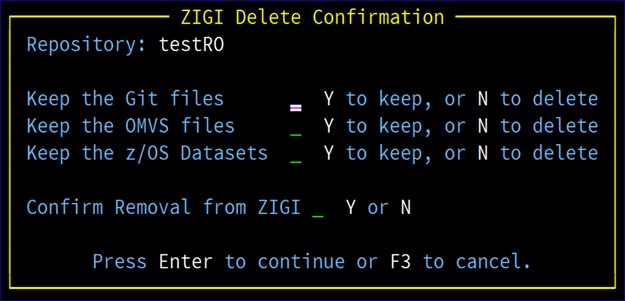 ZIGI Delete Confirmation
Repository: testRO
Keep the Git files _ Y to keep, or N to delete
Keep the OMVS files _ Y to keep, or N to delete
Keep the z/OS Datasets _ Y to keep, or N to delete
Confirm Removal from ZIGI _ Y or N
Press Enter to continue or F3 to cancel.